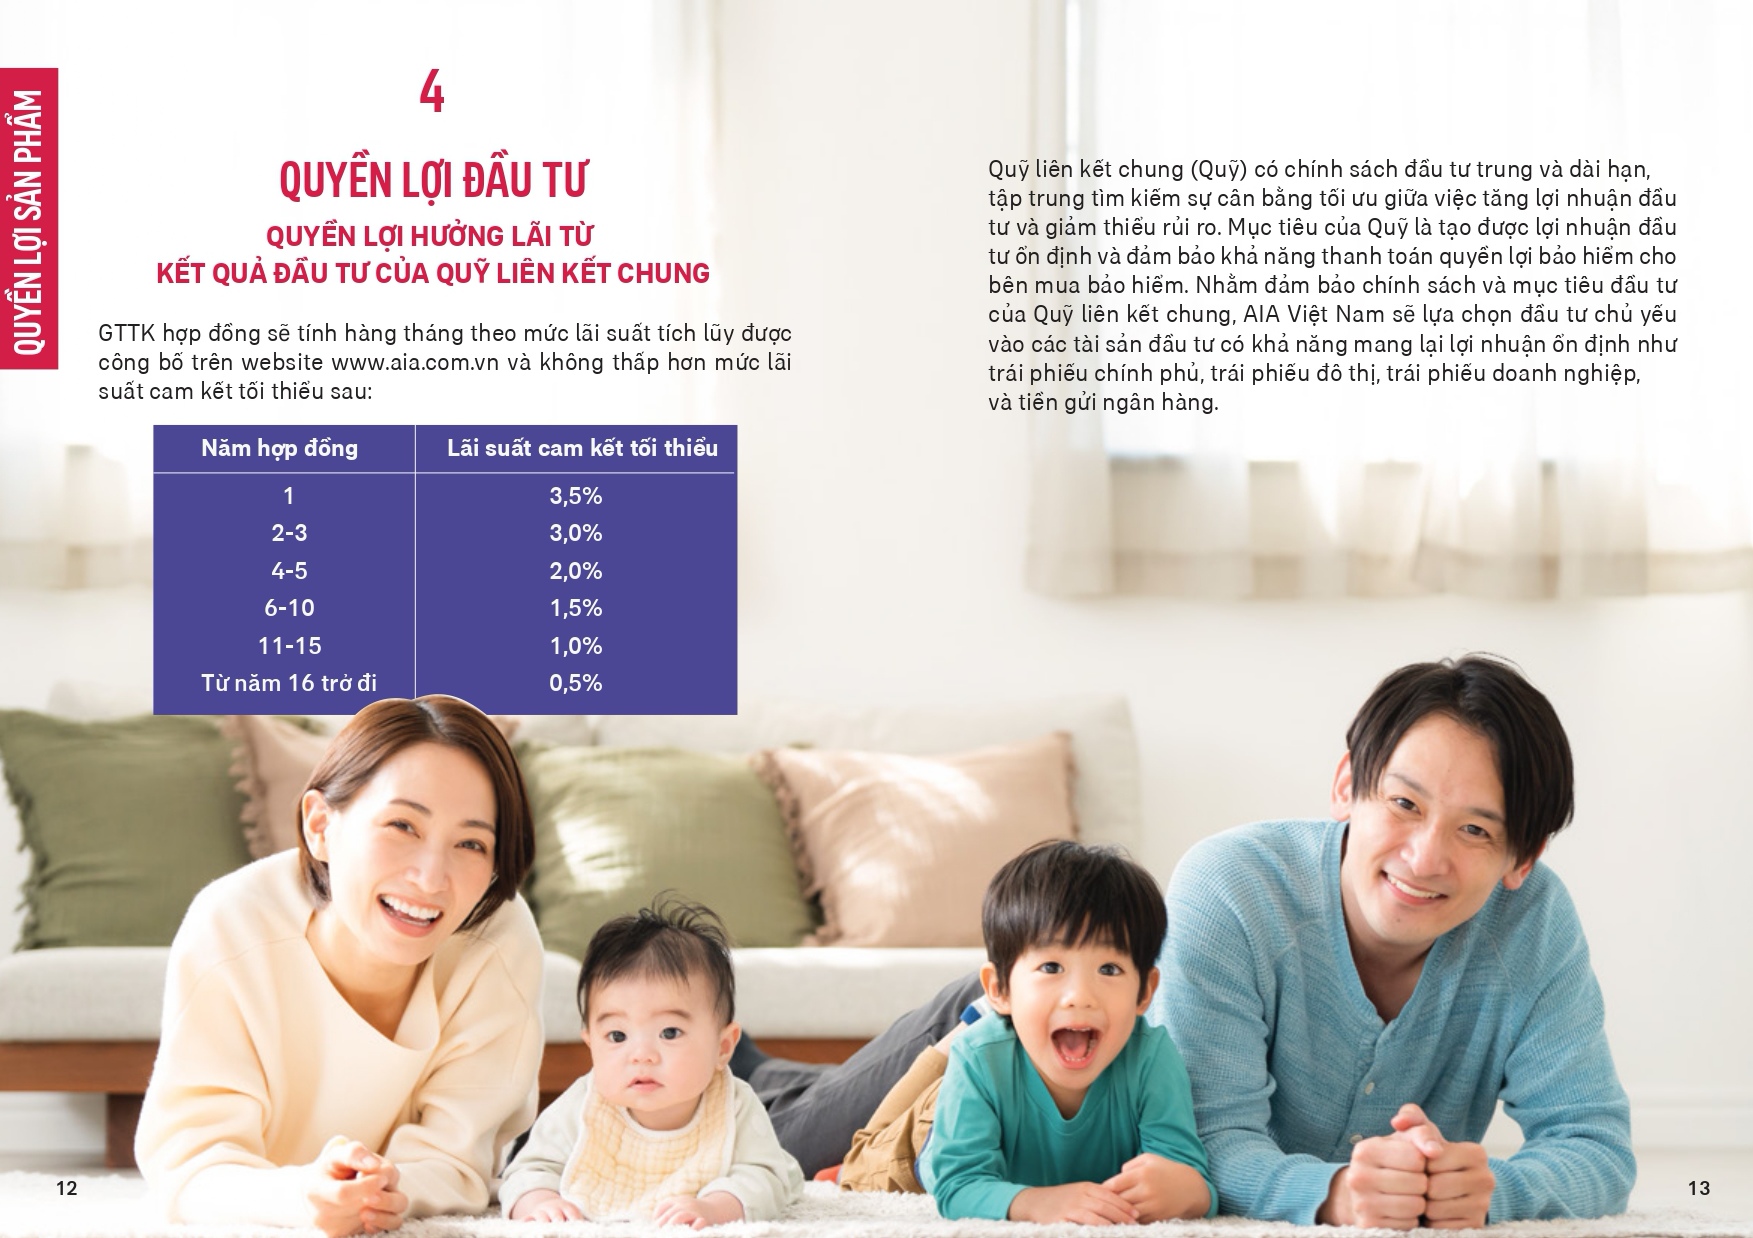 QUYỀN LỢI SẢN PHẨM
4
QUYỀN LỢI ĐẦU TƯ
QUYỀN LỢI HƯỞNG LÃI TỪ
KẾT QUẢ ĐẦU TƯ CỦA QUỸ LIÊN KẾT CHUNG
GTTK hợp đồng sẽ tính hàng tháng theo mức lãi suất tích lũy được
công bố trên website www.aia.com.vn và không thấp hơn mức lãi
suất cam kết tối thiểu sau:
Năm hợp đồng Lãi suất cam kết tối thiểu
1 3,5%
2-3 3,0%
4-5 2,0%
6-10 1,5%
11-15 1,0%
Từ năm 16 trở đi 0,5%
12
Quỹ liên kết chung (Quỹ) có chính sách đầu tư trung và dài hạn,
tập trung tìm kiếm sự cân bằng tối ưu giữa việc tăng lợi nhuận đầu
tư và giảm thiểu rủi ro. Mục tiêu của Quỹ là tạo được lợi nhuận đầu
tư ổn định và đảm bảo khả năng thanh toán quyền lợi bảo hiểm cho
bên mua bảo hiểm. Nhằm đảm bảo chính sách và mục tiêu đầu tư
của Quỹ liên kết chung, AIA Việt Nam sẽ lựa chọn đầu tư chủ yếu
vào các tài sản đầu tư có khả năng mang lại lợi nhuận ổn định như
trái phiếu chính phủ, trái phiếu đô thị, trái phiếu doanh nghiệp,
và tiền gửi ngân hàng.
13